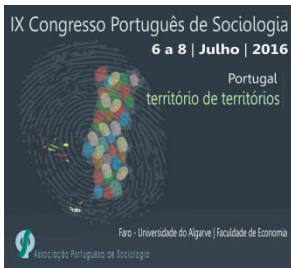 IX Congresso Português de Sociologia
6 a 8 | Julho | 2016
Portugal
território de territórios
Faro - Universidade do Algarve | Faculdade de Economia
Associação Portuguesa de Sociologia